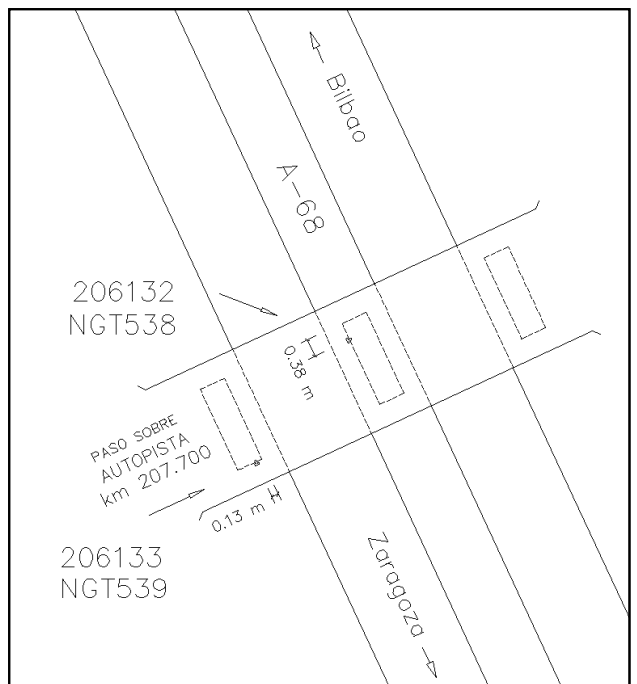 Bilbao
A-68
206132
NGT538
0.38 m
PASO SOBRE
AUTOPISTA
km 207.700
0.13 m
206133
NGT539
Zaragoza